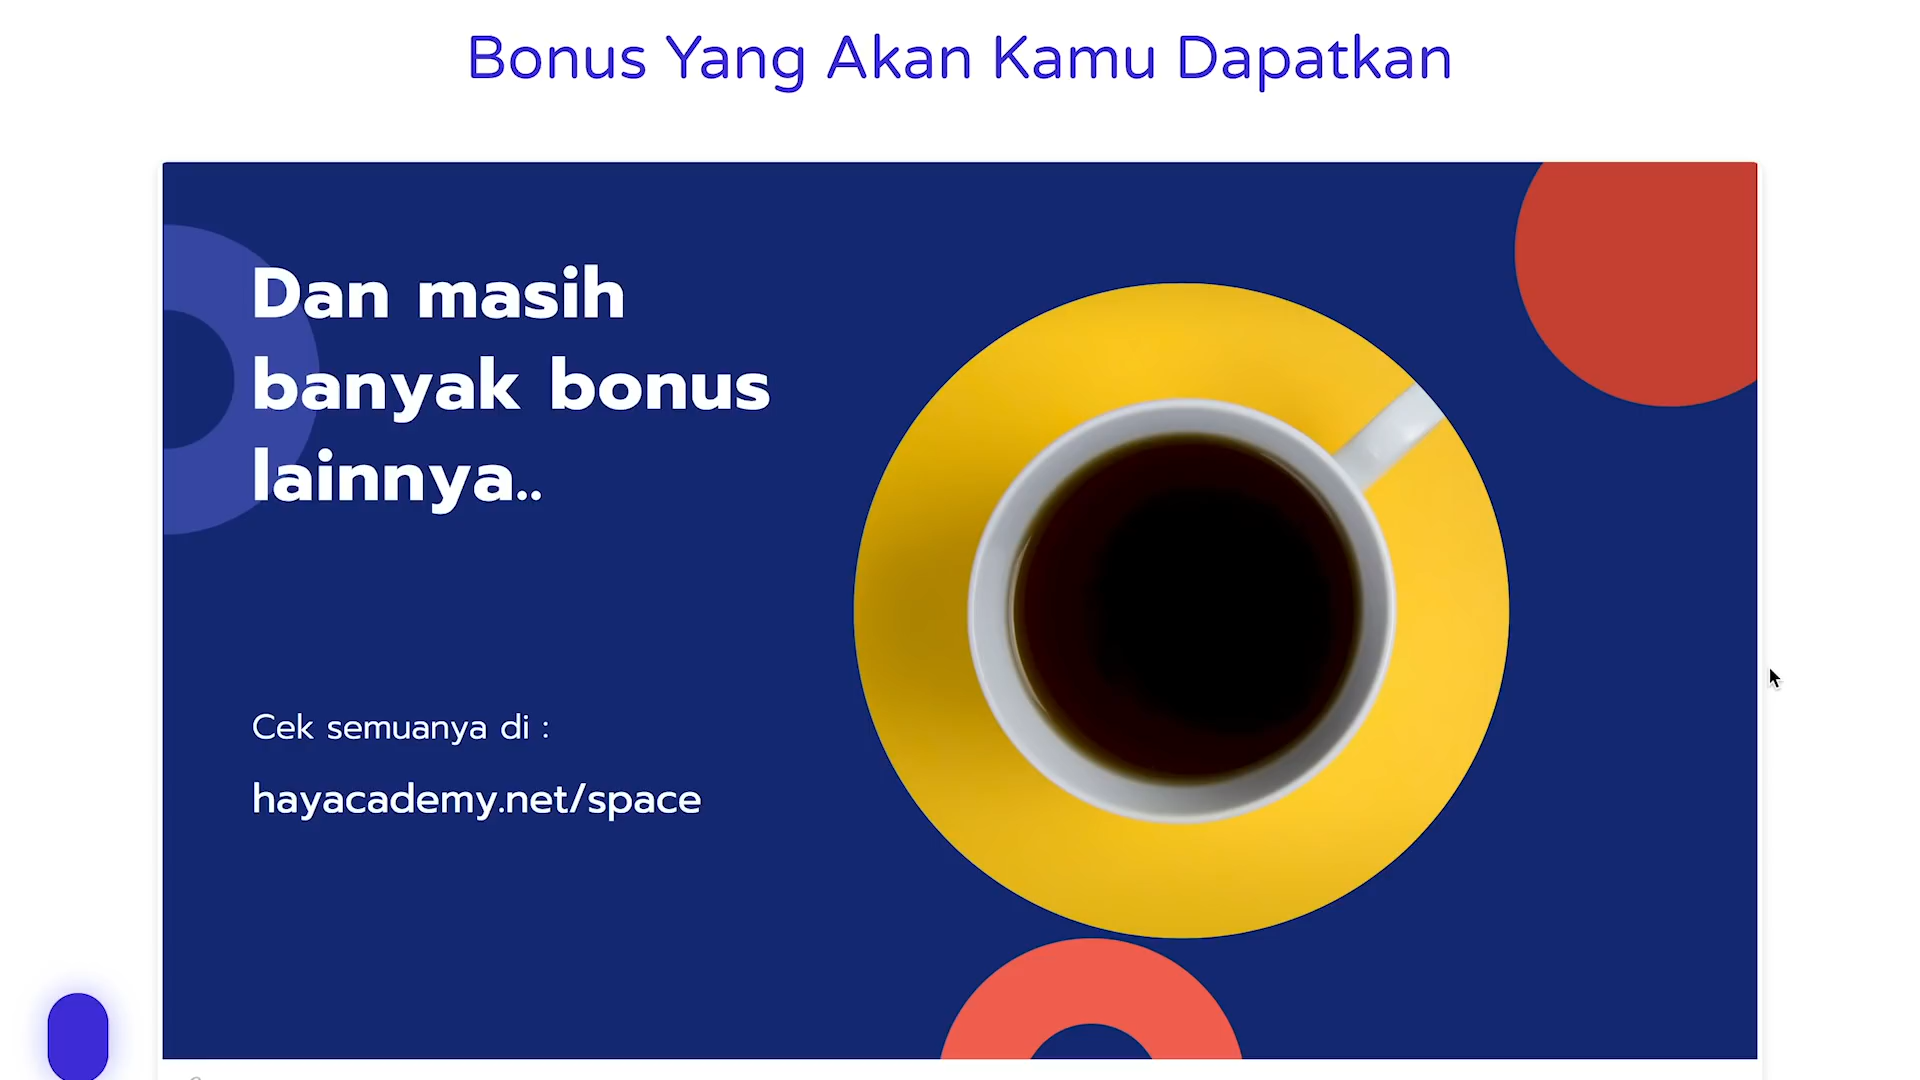 Bonus Yang Akan Kamu Dapatkan
Dan masih
banyak bonus
lainnya..
Cek semuanya di :
hayacademy.net/space